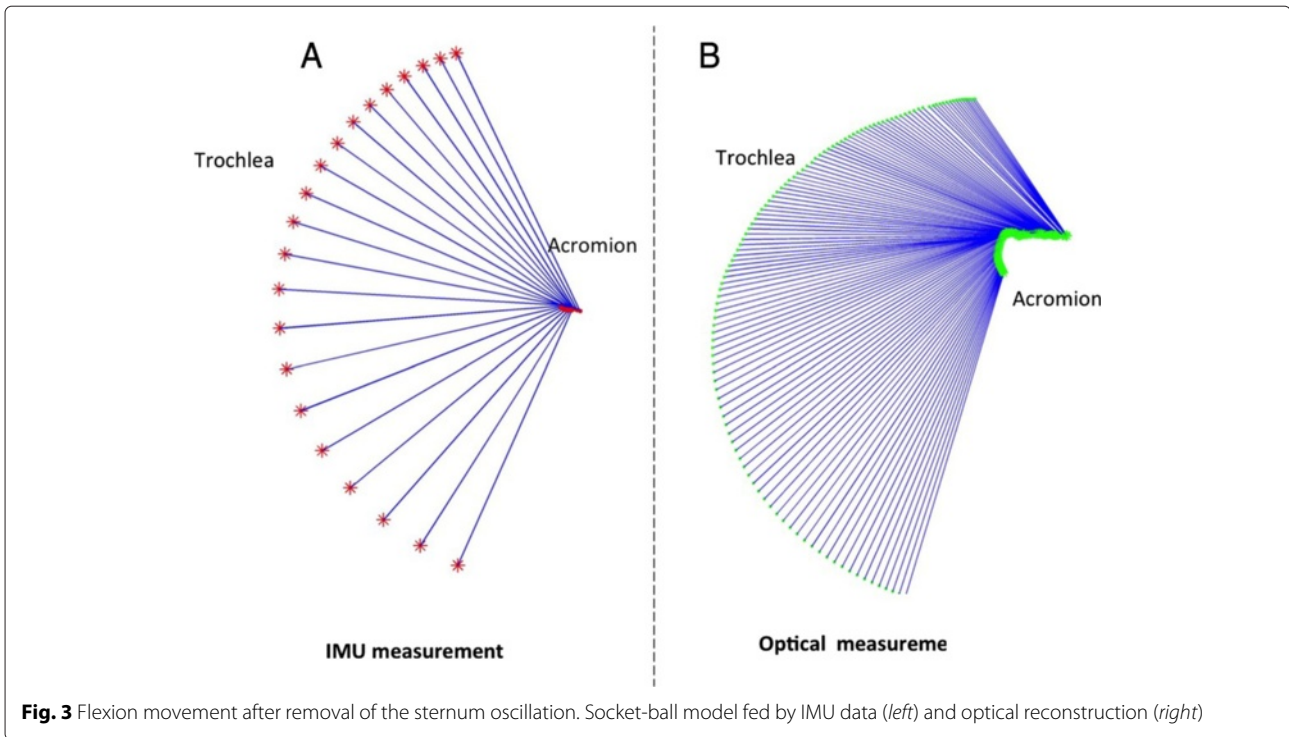 A
B
Trochlea
Trochlea
Acromion
Acromion
IMU measurement
Optical measureme
Fig. 3 Flexion movement after removal of the sternum oscillation. Socket-ball model fed by IMU data (left) and optical reconstruction (right)